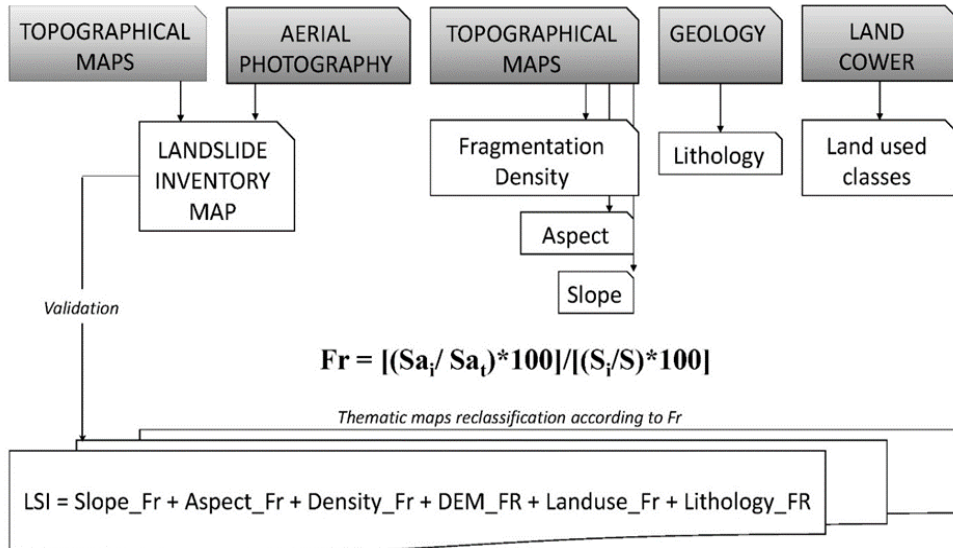 TOPOGRAPHICAL
MAPS
AERIAL
PHOTOGRAPHY
TOPOGRAPHICAL
MAPS
GEOLOGY
LAND
COWER
LANDSLIDE
INVENTORY
MAP
Fragmentation
Density
Lithology
Land used
classes
Aspect
Slope
Validation
Fr = [(Saᵢ/ Saₜ)*100]/[(Sᵢ/S)*100]
Thematic maps reclassification according to Fr
LSI = Slope_Fr + Aspect_Fr + Density_Fr + DEM_FR + Landuse_Fr + Lithology_FR